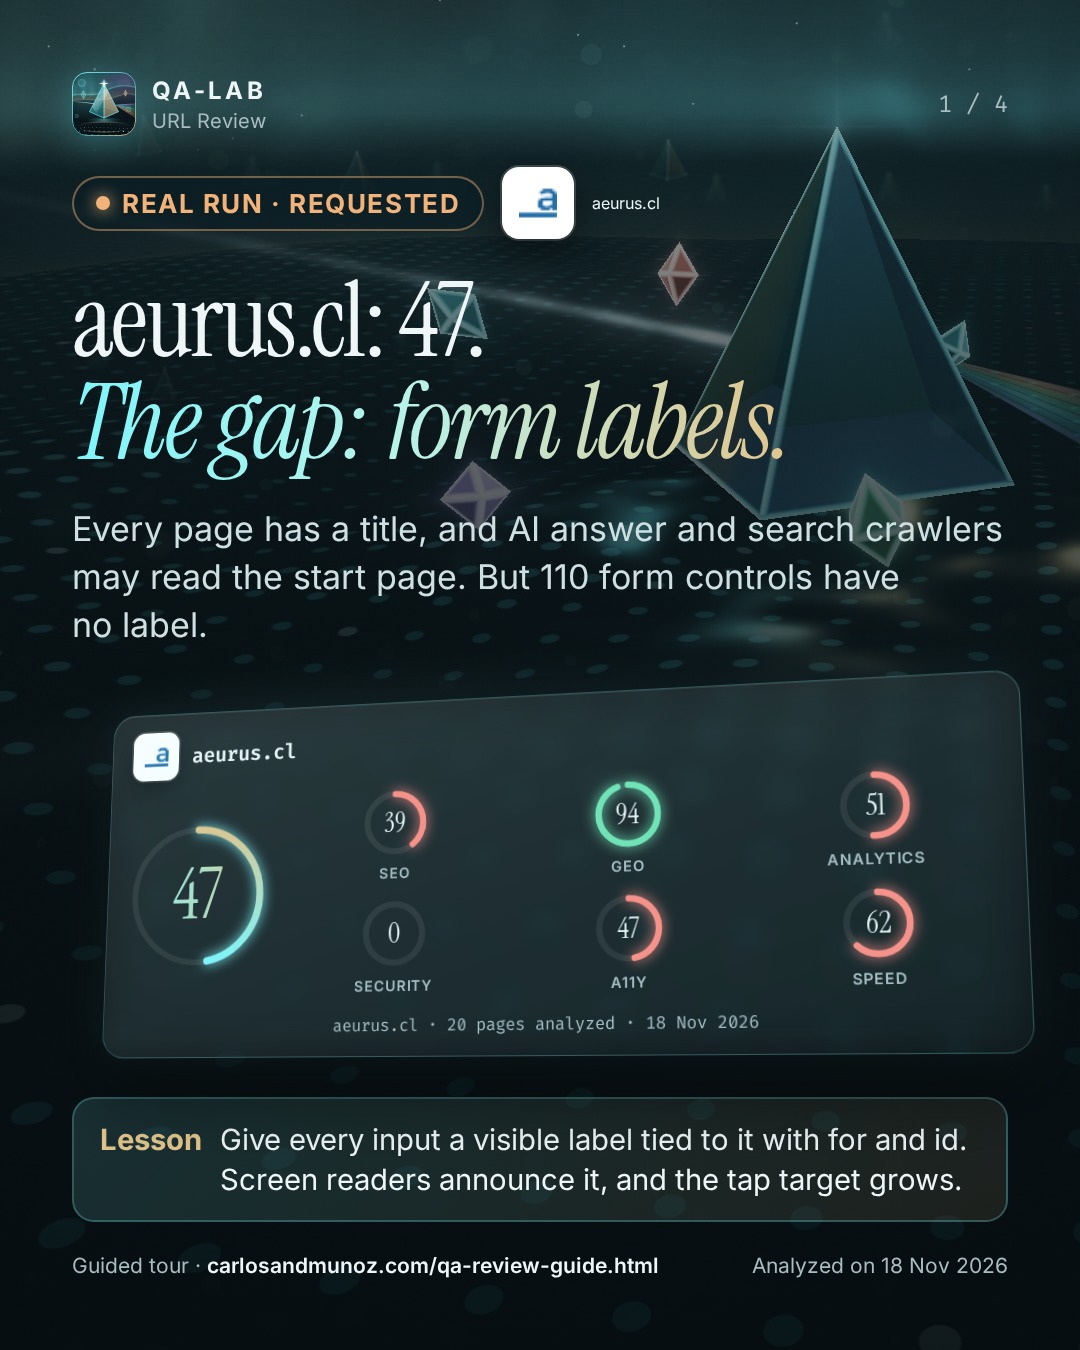 QA-LAB
URL Review
1 / 4
REAL RUN · REQUESTED
a
aeurus.cl
aeurus.cl: 47.
The gap: form labels.
Every page has a title, and AI answer and search crawlers
may read the start page. But 110 form controls have
no label.
a
aeurus.cl
47
39
SEO
94
GEO
51
ANALYTICS
0
SECURITY
47
A11Y
62
SPEED
aeurus.cl · 20 pages analyzed · 18 Nov 2026
Lesson
Give every input a visible label tied to it with for and id.
Screen readers announce it, and the tap target grows.
Guided tour · carlosandmunoz.com/qa-review-guide.html
Analyzed on 18 Nov 2026